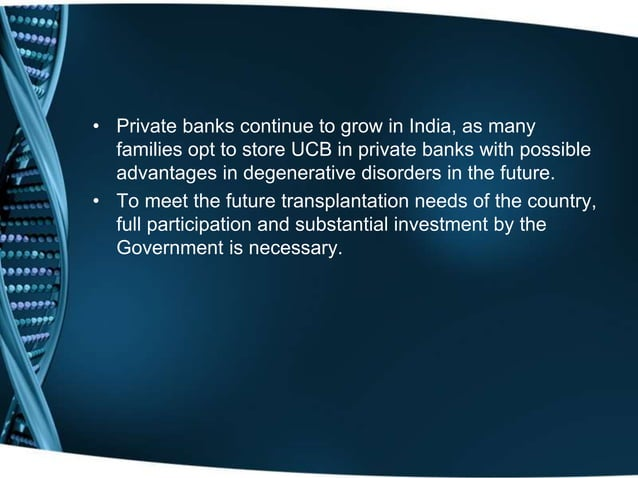 • Private banks continue to grow in India, as many
families opt to store UCB in private banks with possible
advantages in degenerative disorders in the future.
• To meet the future transplantation needs of the country,
full participation and substantial investment by the
Government is necessary.